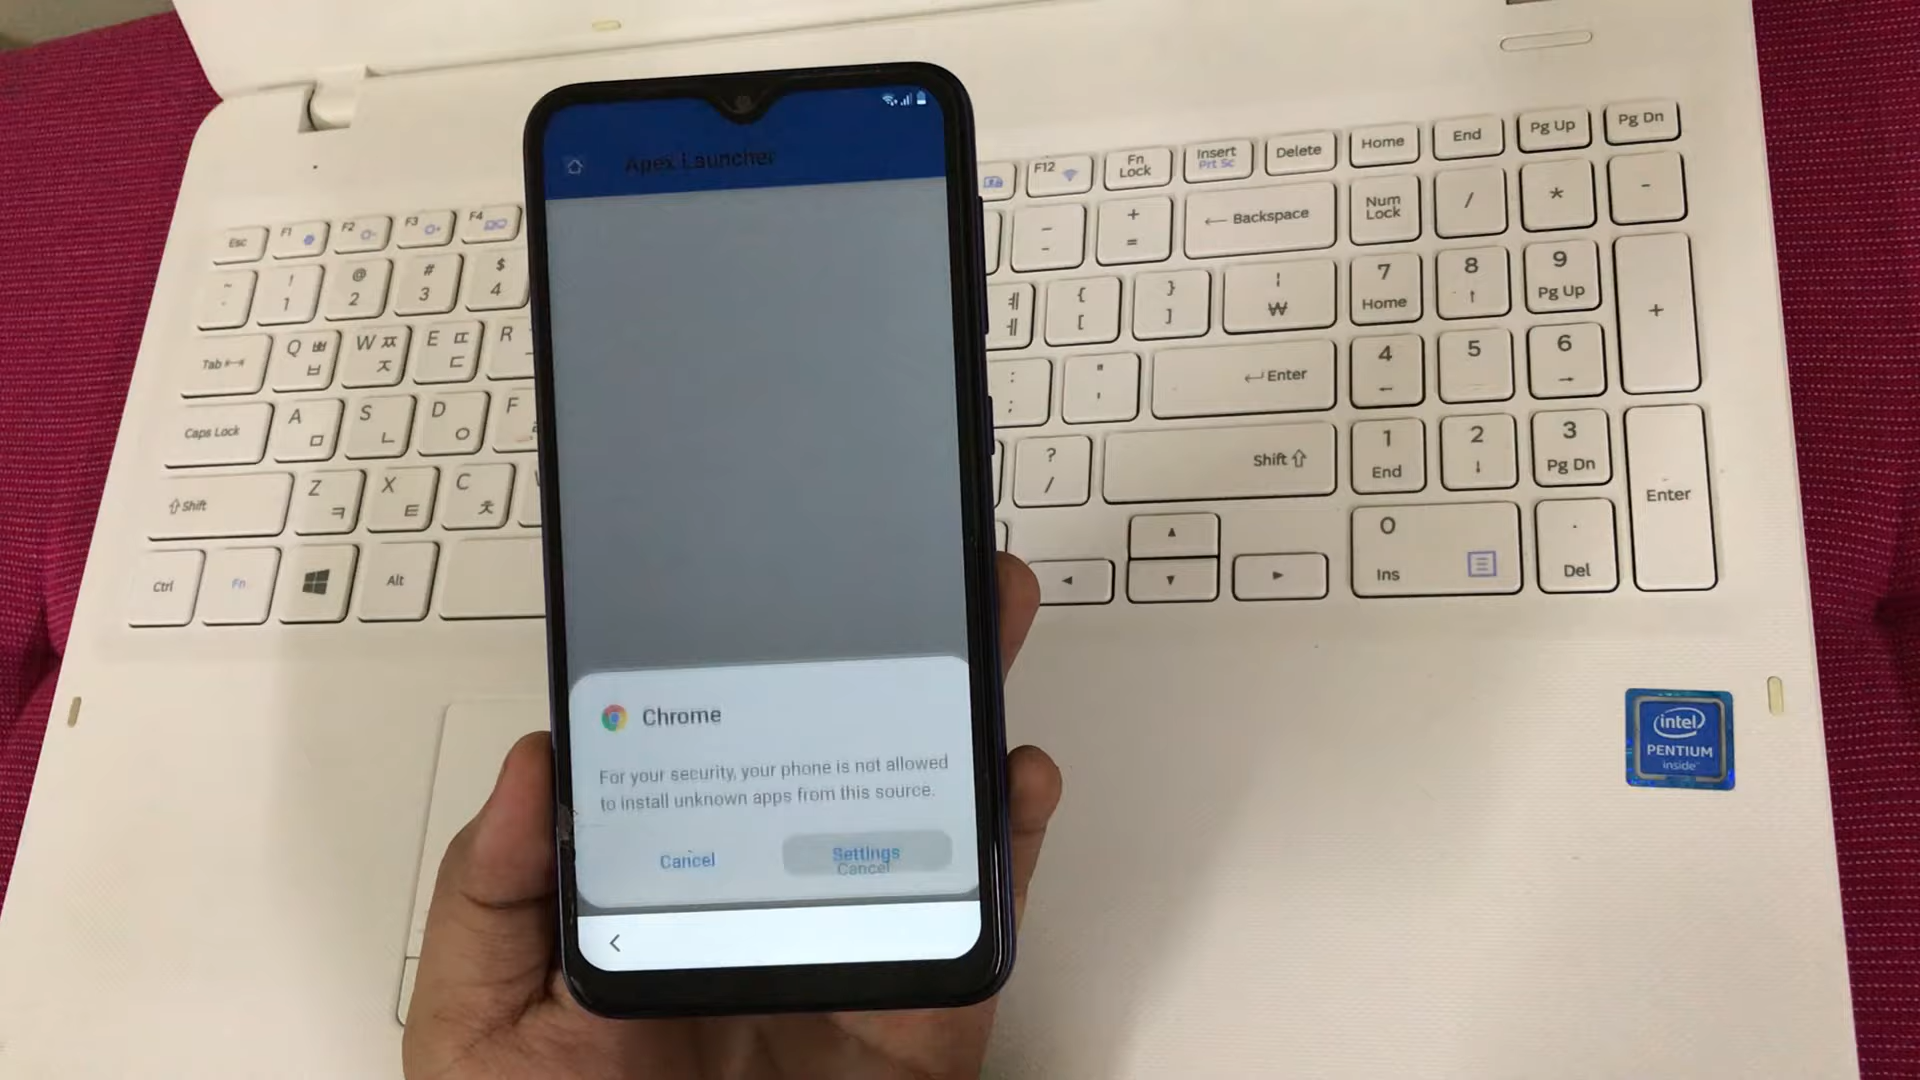 Apex Launcher
Chrome
For your security, your phone is not allowed
to install unknown apps from this source.
Cancel
Settings
Cancel
Esc
F1
F2
F3
F4
F12
Fn
Lock
Insert
Prt Sc
Delete
Home
End
Pg Up
Pg Dn
~
!
1
@
2
#
3
$
4
-
+
=
← Backspace
Num
Lock
/
*
-
Tab
Q ㅃ
ㅂ
W ㅉ
ㅈ
E ㄸ
ㄷ
R
ㅖ
ㅔ
{
[
}
]
₩
7
Home
8
↑
9
Pg Up
+
Caps Lock
A
ㅁ
S
ㄴ
D
ㅇ
F
:
;
"
'
Enter
4
←
5
6
→
Shift
Z
ㅋ
X
ㅌ
C
ㅊ
?
/
Shift
1
End
2
↓
3
Pg Dn
Enter
Ctrl
Fn
Alt
0
Ins
.
Del
intel
PENTIUM
inside